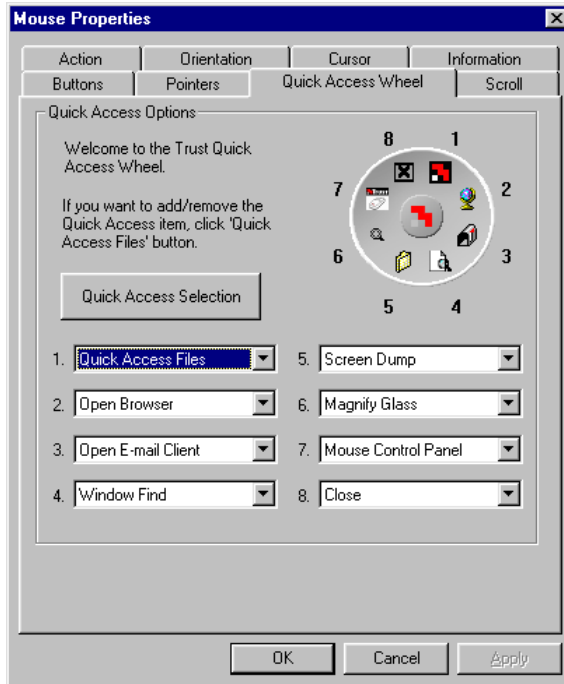 Mouse Properties
Action Orientation Cursor Information
Buttons Pointers Quick Access Wheel Scroll
Quick Access Options
Welcome to the Trust Quick
Access Wheel.
If you want to add/remove the
Quick Access item, click 'Quick
Access Files' button.
Quick Access Selection
8 1
7 2
6 3
5 4
1. Quick Access Files
2. Open Browser
3. Open E-mail Client
4. Window Find
5. Screen Dump
6. Magnify Glass
7. Mouse Control Panel
8. Close
OK Cancel Apply